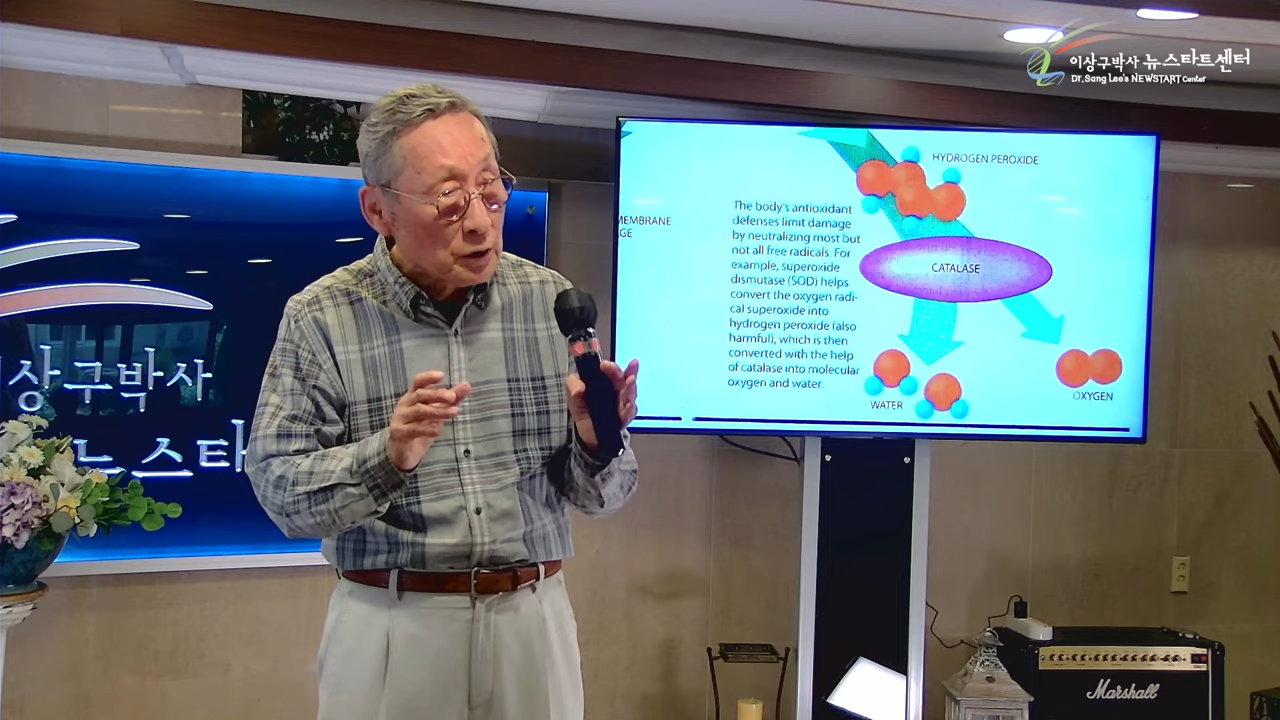 이상구박사 뉴스타트센터
Dr. Sang Lee's NEWSTART Center
HYDROGEN PEROXIDE
MEMBRANE
The body's antioxidant
defenses limit damage
by neutralizing most but
not all free radicals. For
example, superoxide
dismutase (SOD) helps
convert the oxygen radi-
cal superoxide into
hydrogen peroxide (also
harmful), which is then
converted with the help
of catalase into molecular
oxygen and water.
CATALASE
WATER
OXYGEN
이상구박사
뉴스타
Marshall